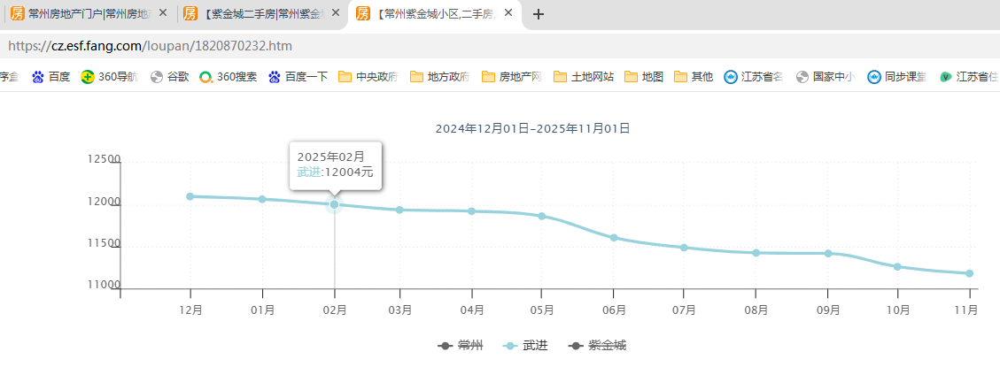 常州房地产门户|常州房地产
【紫金城二手房|常州紫金城
【常州紫金城小区,二手房,
https://cz.esf.fang.com/loupan/1820870232.htm
序盒 百度 360导航 谷歌 360搜索 百度一下 中央政府 地方政府 房地产网 土地网站 地图 其他 江苏省名 国家中小 同步课堂 江苏省住
2024年12月01日-2025年11月01日
2025年02月
武进:12004元
12500
12000
11500
11000
12月 01月 02月 03月 04月 05月 06月 07月 08月 09月 10月 11月
常州 武进 紫金城